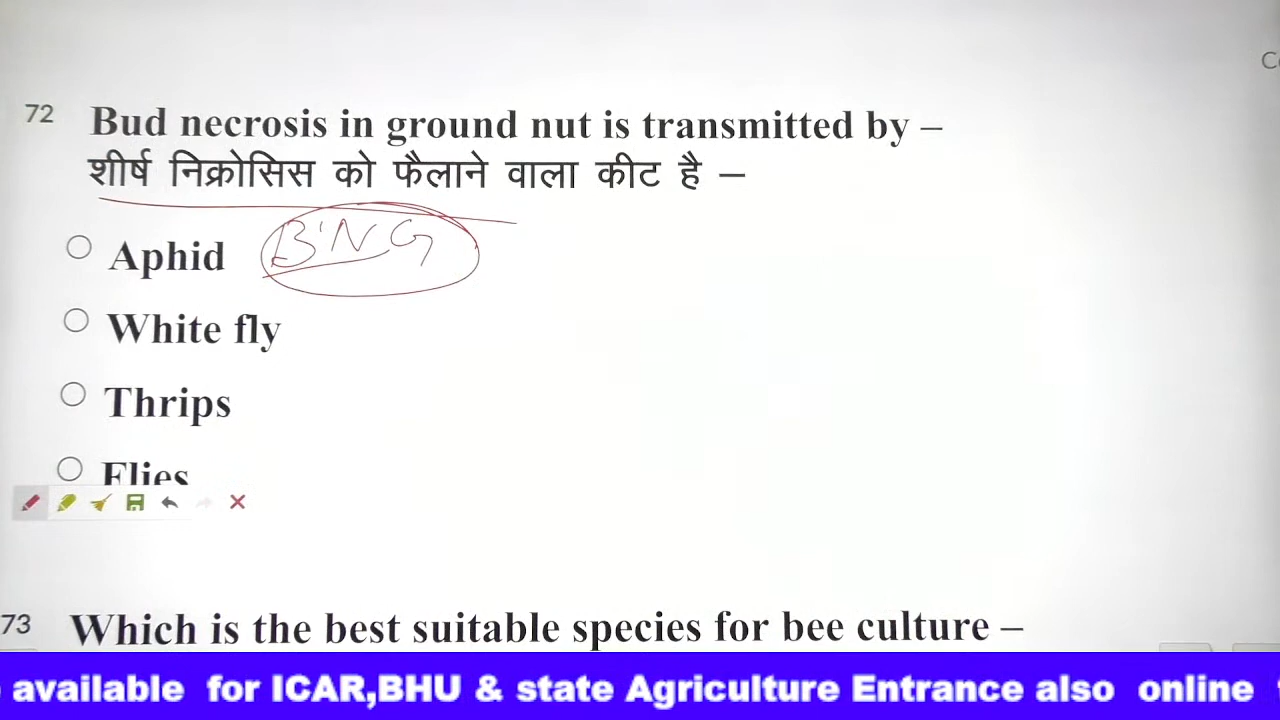 72 Bud necrosis in ground nut is transmitted by –
शीर्ष निक्रोसिस को फैलाने वाला कीट है –
Aphid
BNG
White fly
Thrips
Flies
73 Which is the best suitable species for bee culture –
available for ICAR,BHU & state Agriculture Entrance also online